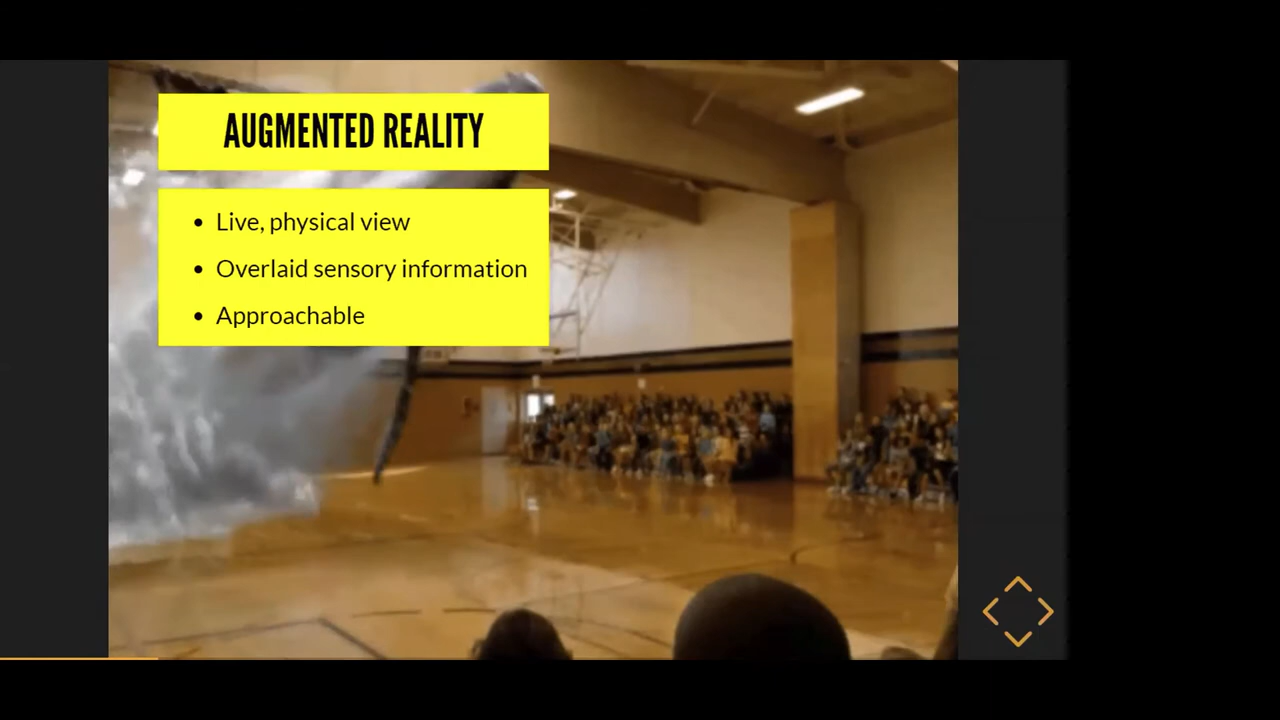 AUGMENTED REALITY
Live, physical view
Overlaid sensory information
Approachable